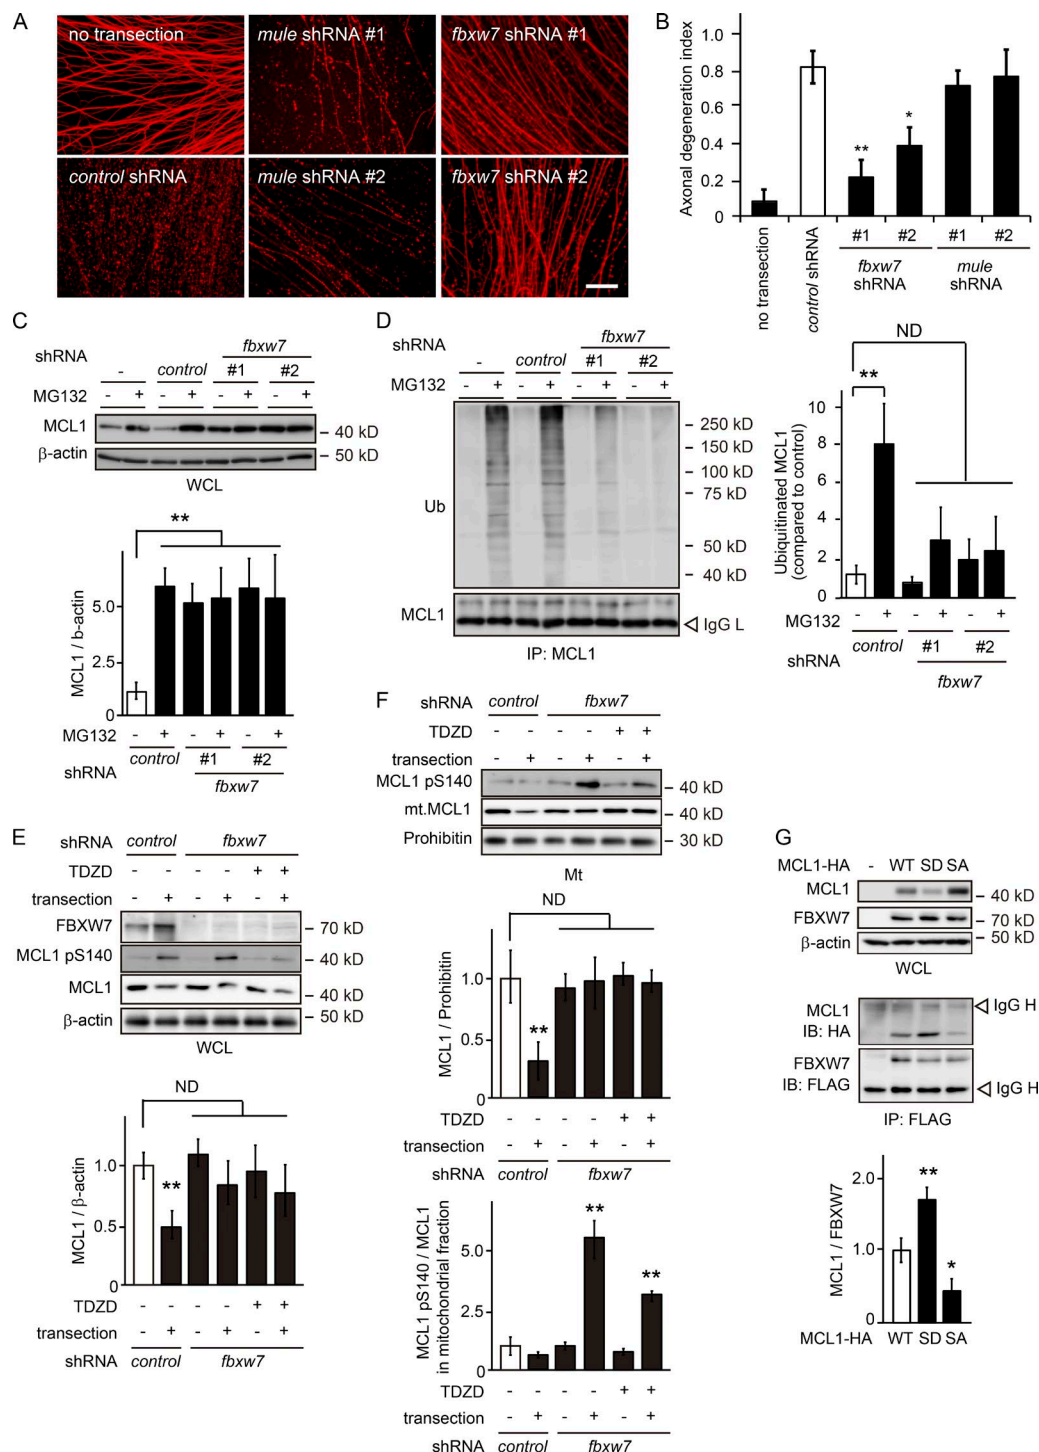 A
no transection
mule shRNA #1
fbxw7 shRNA #1
control shRNA
mule shRNA #2
fbxw7 shRNA #2
B
Axonal degeneration index
1.0
0.8
0.6
0.4
0.2
0
**
*
no transection
control shRNA
#1 #2 #1 #2
fbxw7 shRNA
mule shRNA
C
fbxw7
shRNA - control #1 #2
MG132 - + - + - + - +
MCL1
- 40 kD
β-actin
- 50 kD
WCL
**
MCL1 / b-actin
5.0
2.5
0
MG132 - + - + - +
control #1 #2
shRNA
fbxw7
D
fbxw7
shRNA - control #1 #2
MG132 - + - + - + - +
Ub
- 250 kD
- 150 kD
- 100 kD
- 75 kD
- 50 kD
- 40 kD
MCL1
IgG L
IP: MCL1
ND
**
Ubiquitinated MCL1
(compared to control)
10
8
6
4
2
0
MG132 - + - + - +
control #1 #2
shRNA
fbxw7
E
shRNA control fbxw7
TDZD - - - - + +
transection - + - + - +
FBXW7
- 70 kD
MCL1 pS140
- 40 kD
MCL1
- 40 kD
β-actin
- 50 kD
WCL
ND
**
MCL1 / β-actin
1.0
0.5
0
TDZD - - - - + +
transection - + - + - +
shRNA control fbxw7
F
shRNA control fbxw7
TDZD - - - - + +
transection - + - + - +
MCL1 pS140
- 40 kD
mt.MCL1
- 40 kD
Prohibitin
- 30 kD
Mt
ND
**
MCL1 / Prohibitin
1.0
0.5
0
TDZD - - - - + +
transection - + - + - +
shRNA control fbxw7
**
**
MCL1 pS140 / MCL1
in mitochondrial fraction
5.0
2.5
0
TDZD - - - - + +
transection - + - + - +
shRNA control fbxw7
G
MCL1-HA - WT SD SA
MCL1
- 40 kD
FBXW7
- 70 kD
β-actin
- 50 kD
WCL
MCL1
IB: HA
IgG H
FBXW7
IB: FLAG
IgG H
IP: FLAG
**
*
MCL1 / FBXW7
2.0
1.0
0.0
MCL1-HA WT SD SA